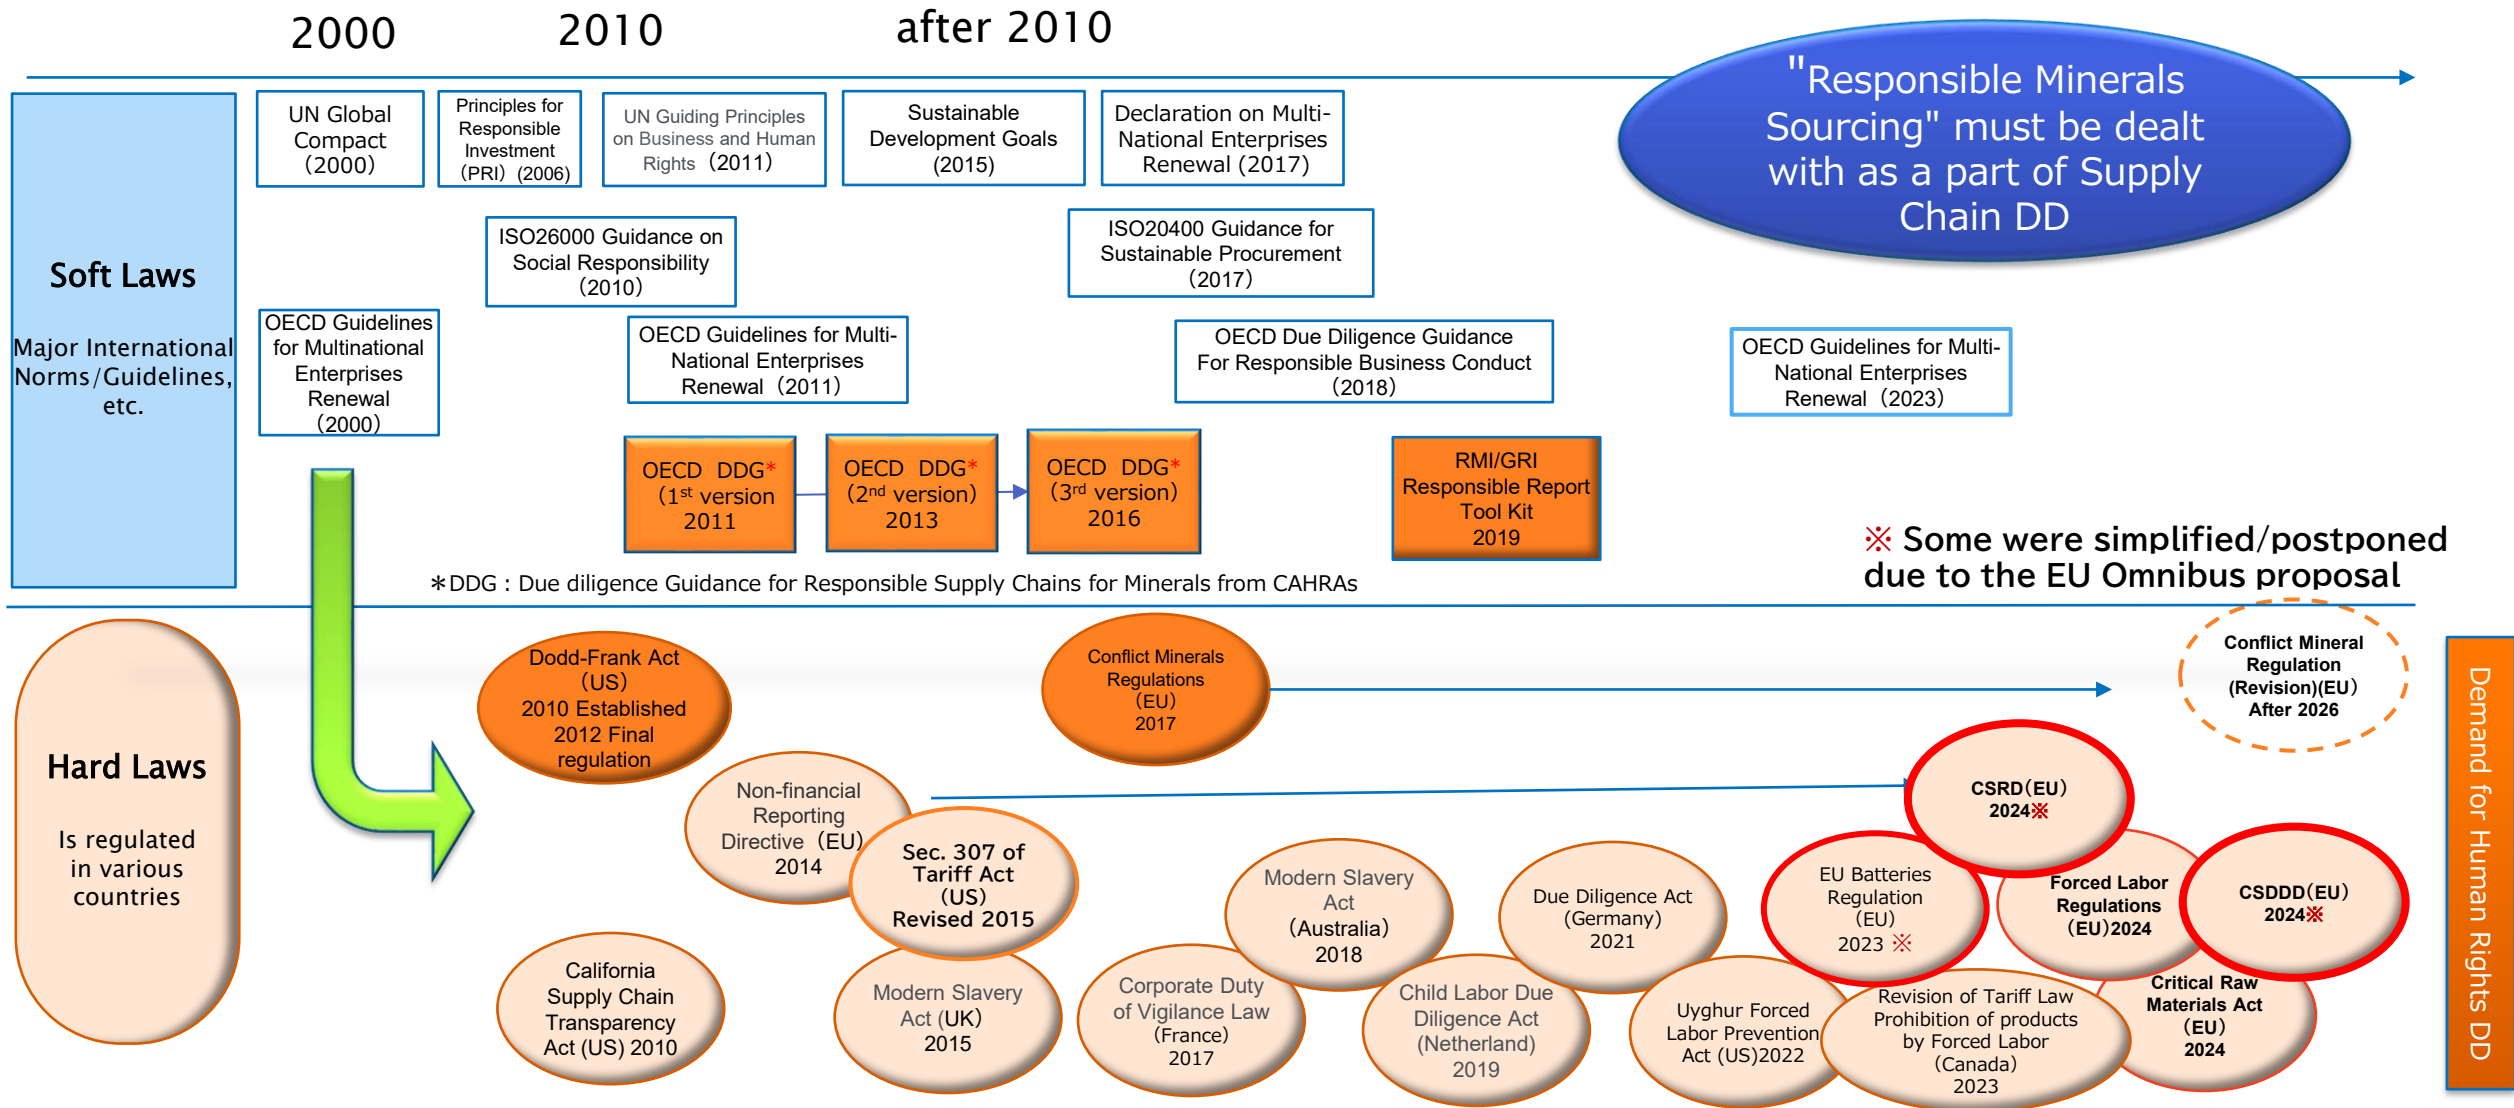 2000
2010
after 2010
"Responsible Minerals
Sourcing" must be dealt
with as a part of Supply
Chain DD
Soft Laws
Major International
Norms/Guidelines,
etc.
UN Global
Compact
（2000）
Principles for
Responsible
Investment
（PRI）(2006)
UN Guiding Principles
on Business and Human
Rights（2011）
Sustainable
Development Goals
(2015)
Declaration on Multi-
National Enterprises
Renewal (2017)
ISO26000 Guidance on
Social Responsibility
（2010）
ISO20400 Guidance for
Sustainable Procurement
（2017）
OECD Guidelines
for Multinational
Enterprises
Renewal
（2000）
OECD Guidelines for Multi-
National Enterprises
Renewal（2011）
OECD Due Diligence Guidance
For Responsible Business Conduct
（2018）
OECD Guidelines for Multi-
National Enterprises
Renewal（2023）
OECD DDG*
（1st version
2011
OECD DDG*
（2nd version）
2013
OECD DDG*
（3rd version）
2016
RMI/GRI
Responsible Report
Tool Kit
2019
※ Some were simplified/postponed
due to the EU Omnibus proposal
＊DDG : Due diligence Guidance for Responsible Supply Chains for Minerals from CAHRAs
Hard Laws
Is regulated
in various
countries
Dodd-Frank Act
（US）
2010 Established
2012 Final
regulation
Conflict Minerals
Regulations
（EU）
2017
Conflict Mineral
Regulation
(Revision)(EU）
After 2026
Non-financial
Reporting
Directive（EU）
2014
Sec. 307 of
Tariff Act
（US）
Revised 2015
CSRD（EU）
2024※
Modern Slavery
Act
（Australia）
2018
Due Diligence Act
(Germany)
2021
EU Batteries
Regulation
（EU）
2023 ※
Forced Labor
Regulations
（EU）2024
CSDDD（EU）
2024※
California
Supply Chain
Transparency
Act (US) 2010
Modern Slavery
Act (UK)
2015
Corporate Duty
of Vigilance Law
（France）
2017
Child Labor Due
Diligence Act
(Netherland)
2019
Uyghur Forced
Labor Prevention
Act (US)2022
Revision of Tariff Law
Prohibition of products
by Forced Labor
(Canada)
2023
Critical Raw
Materials Act
（EU）
2024
Demand for Human Rights DD